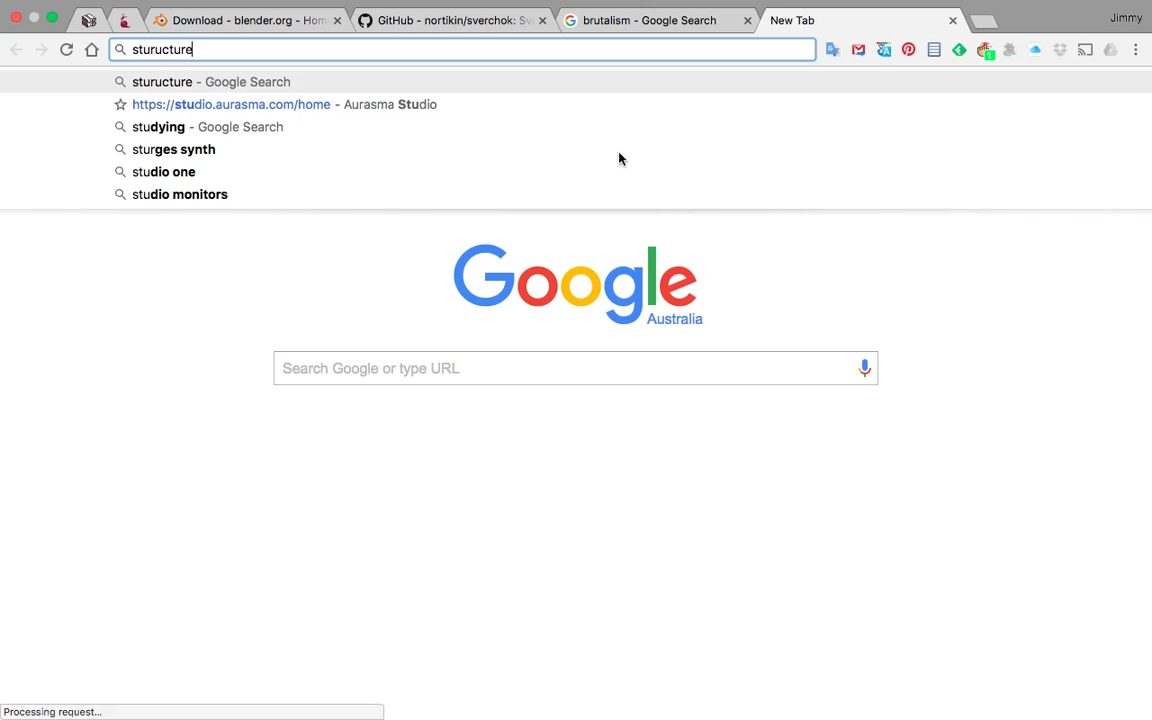 Download - blender.org - Hom
GitHub - nortikin/sverchok: Sve
brutalism - Google Search
New Tab
Jimmy
sturucture
1
sturucture - Google Search
https://studio.aurasma.com/home - Aurasma Studio
studying - Google Search
sturges synth
studio one
studio monitors
Google
Australia
Search Google or type URL
Processing request...